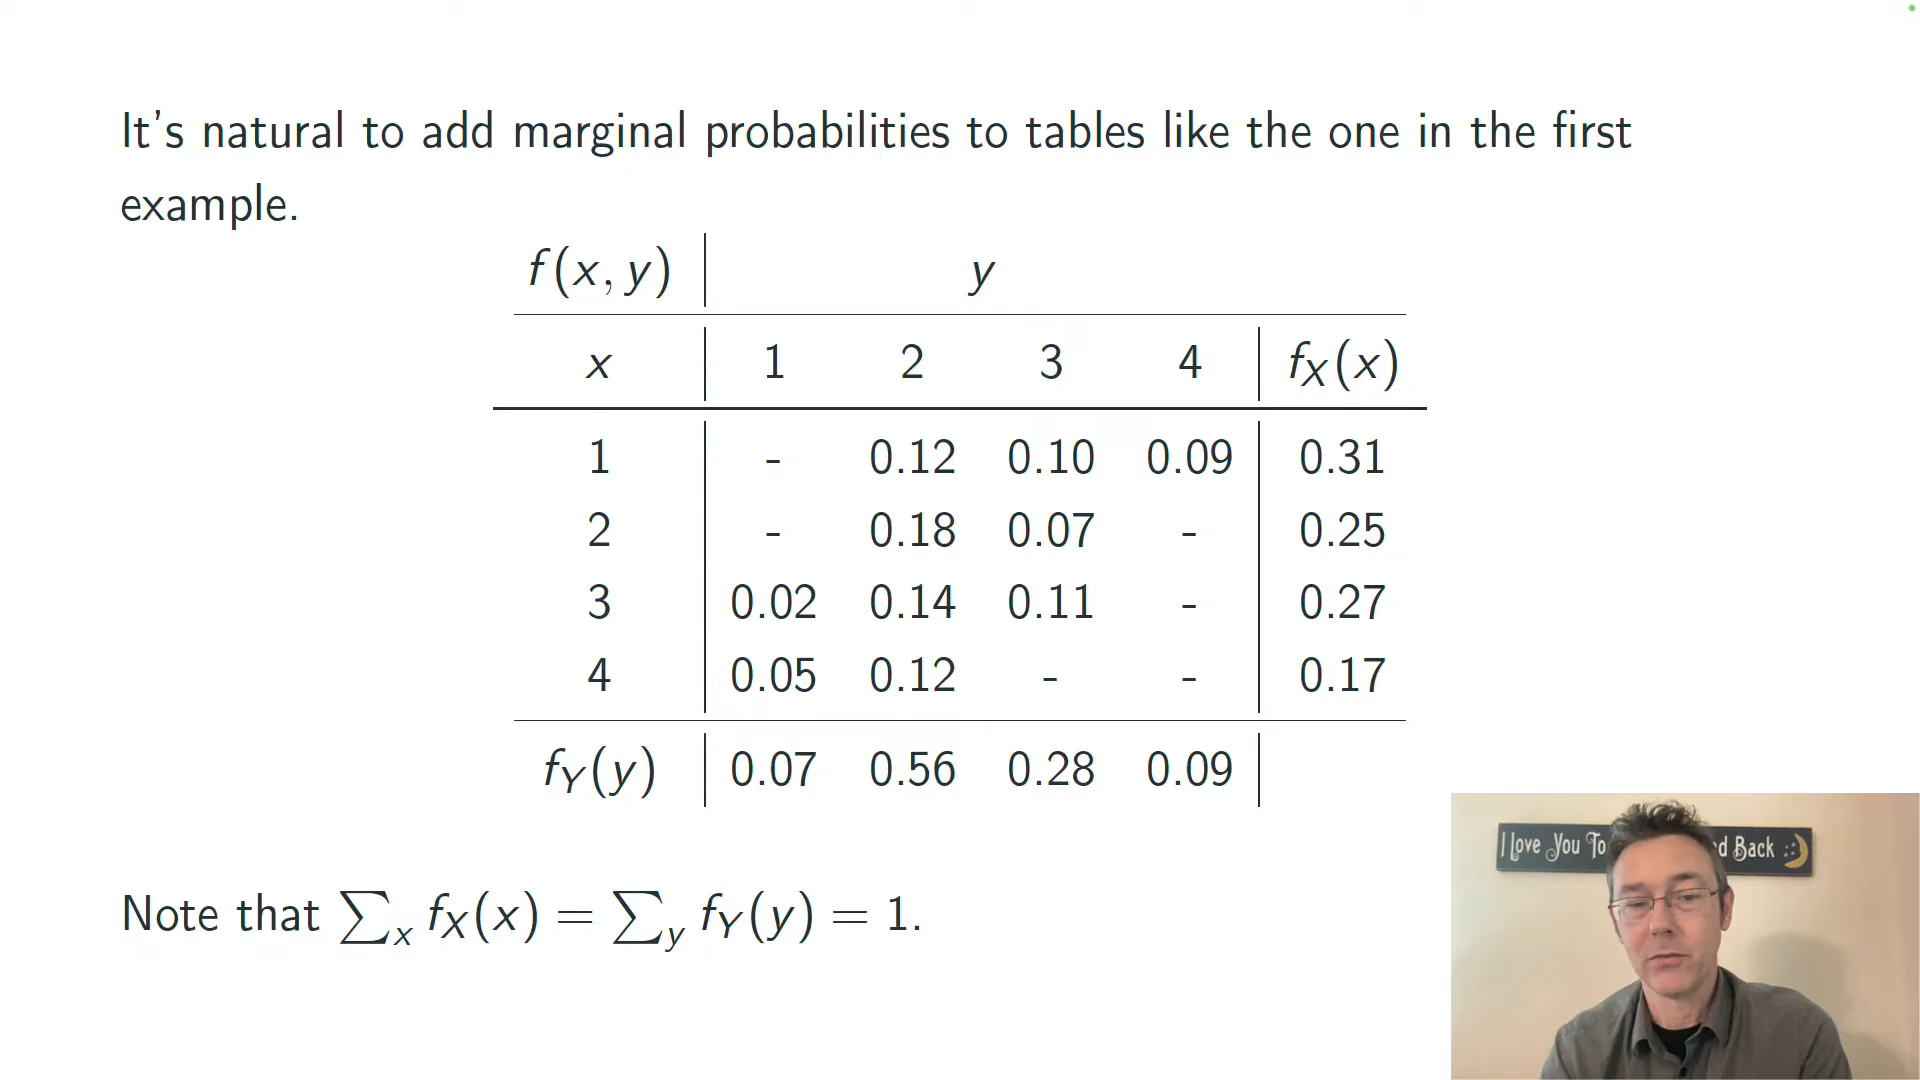 It's natural to add marginal probabilities to tables like the one in the first
example.
f(x, y) y
x 1 2 3 4 f_X(x)
1 - 0.12 0.10 0.09 0.31
2 - 0.18 0.07 - 0.25
3 0.02 0.14 0.11 - 0.27
4 0.05 0.12 - - 0.17
f_Y(y) 0.07 0.56 0.28 0.09
Note that ∑_x f_X(x) = ∑_y f_Y(y) = 1.
I Love You To d Back